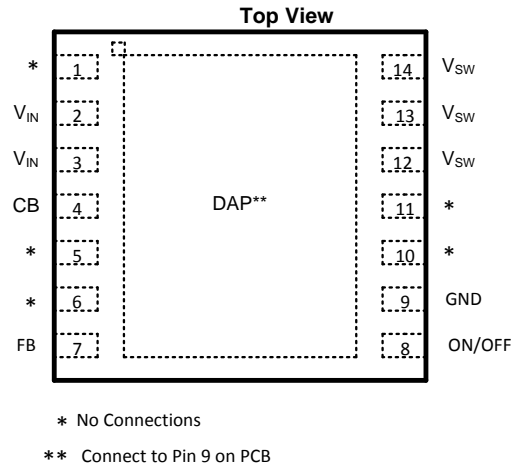 Top View
* 1 14 VSW
VIN 2 13 VSW
VIN 3 12 VSW
CB 4 DAP** 11 *
* 5 10 *
* 6 9 GND
FB 7 8 ON/OFF
* No Connections
** Connect to Pin 9 on PCB